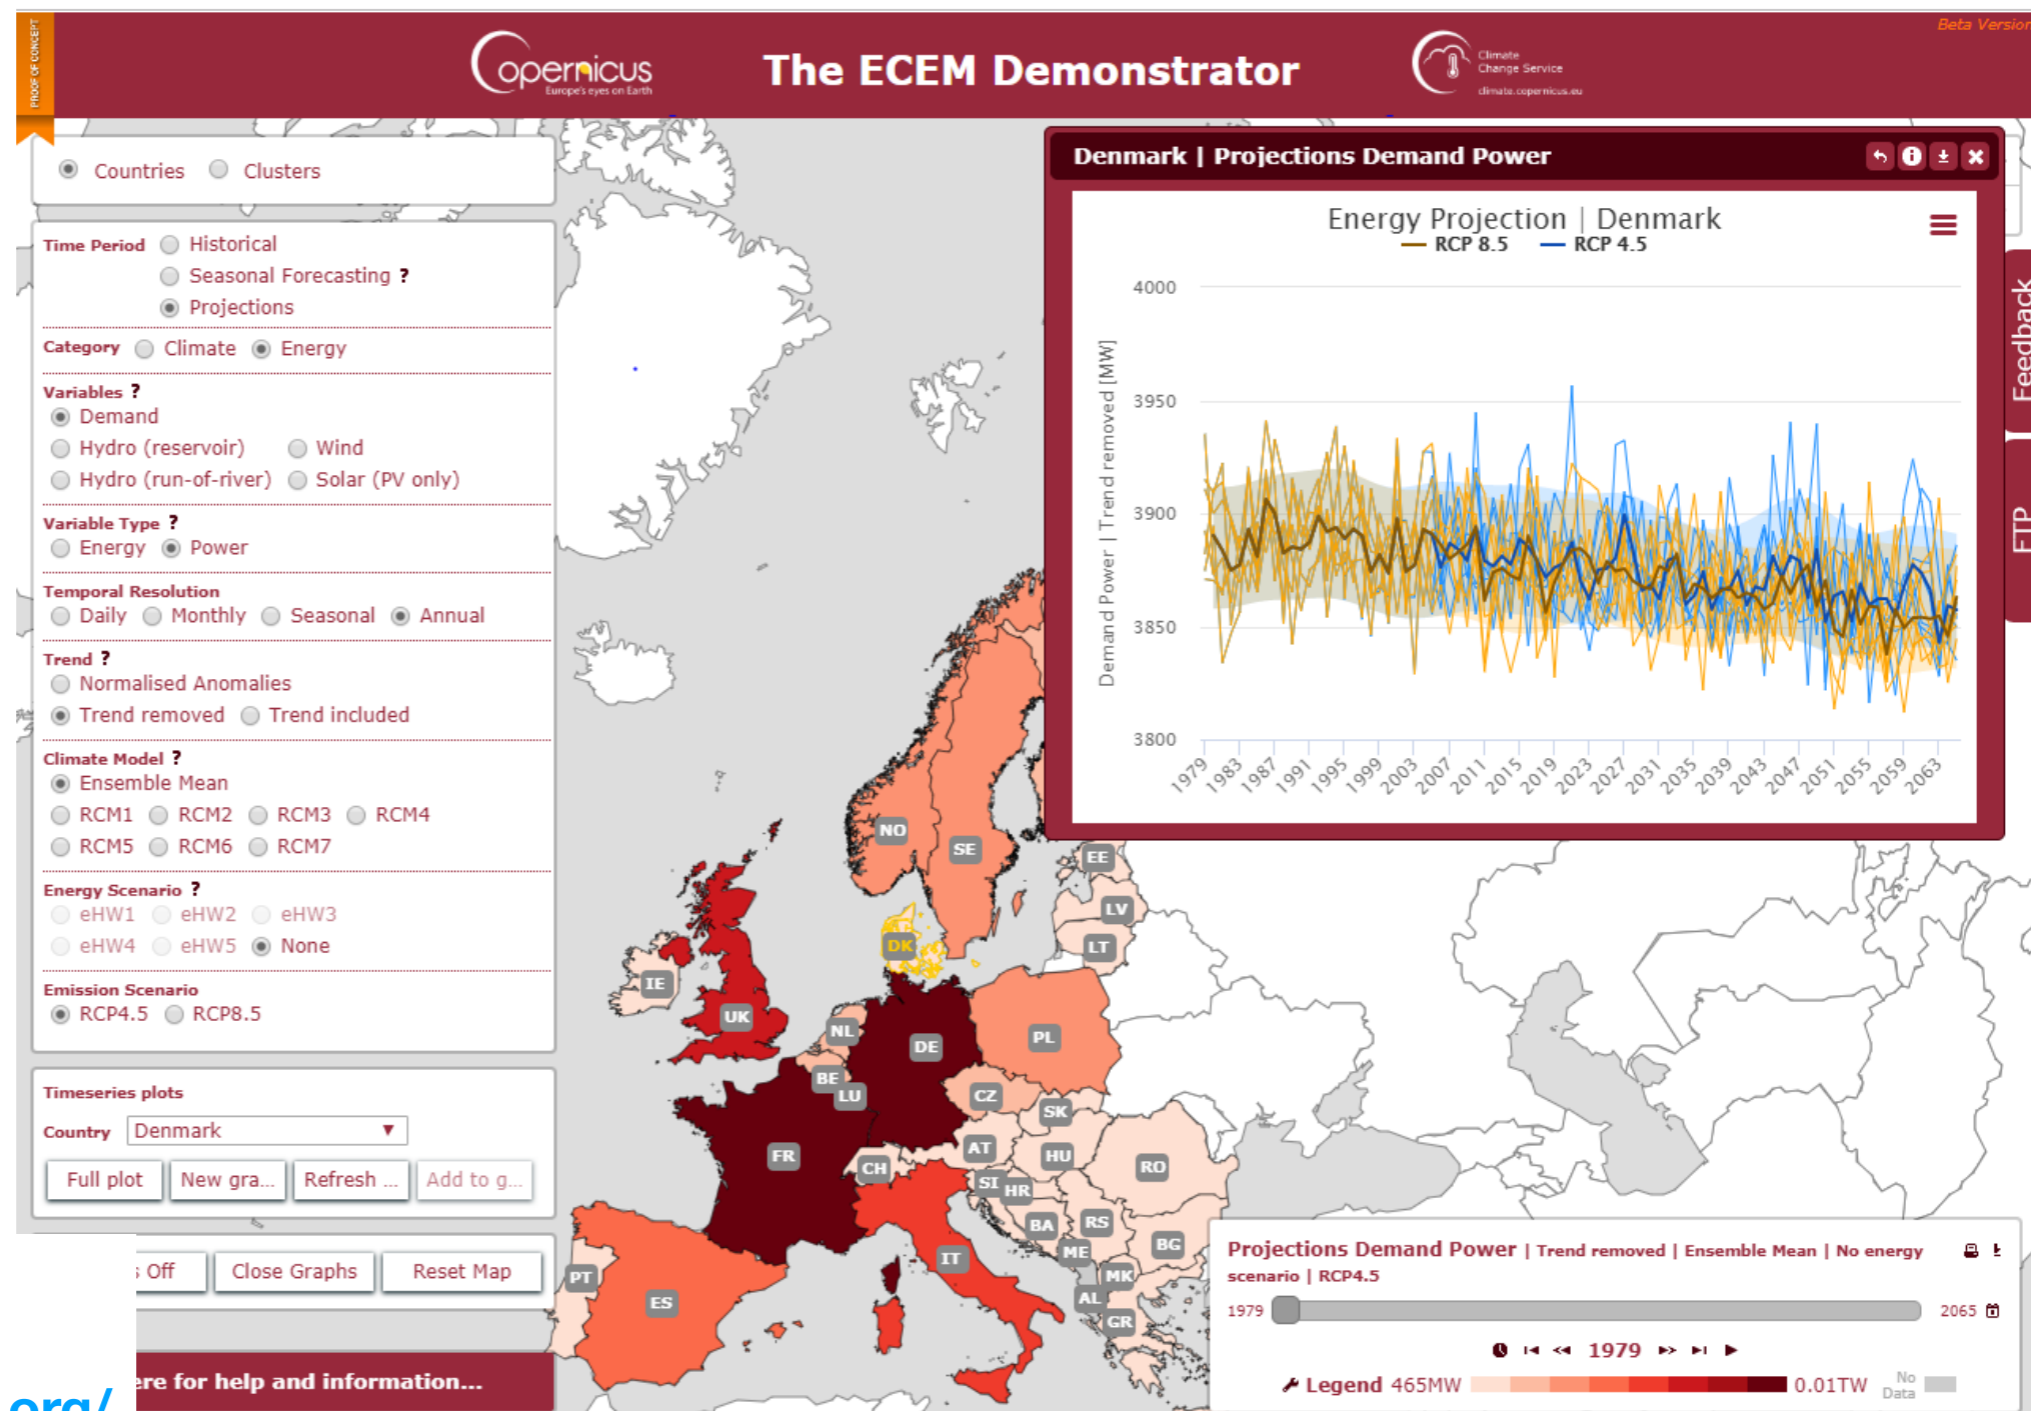 PROOF OF CONCEPT
Copernicus
Europe's eyes on Earth
The ECEM Demonstrator
Climate
Change Service
climate.copernicus.eu
Beta Version
Countries Clusters
Time Period Historical
Seasonal Forecasting ?
Projections
Category Climate Energy
Variables ?
Demand
Hydro (reservoir) Wind
Hydro (run-of-river) Solar (PV only)
Variable Type ?
Energy Power
Temporal Resolution
Daily Monthly Seasonal Annual
Trend ?
Normalised Anomalies
Trend removed Trend included
Climate Model ?
Ensemble Mean
RCM1 RCM2 RCM3 RCM4
RCM5 RCM6 RCM7
Energy Scenario ?
eHW1 eHW2 eHW3
eHW4 eHW5 None
Emission Scenario
RCP4.5 RCP8.5
Timeseries plots
Country Denmark
Full plot New gra... Refresh ... Add to g...
Off Close Graphs Reset Map
ere for help and information...
org/
Denmark | Projections Demand Power
Energy Projection | Denmark
RCP 8.5 RCP 4.5
Demand Power | Trend removed [MW]
4000
3950
3900
3850
3800
1979 1983 1987 1991 1995 1999 2003 2007 2011 2015 2019 2023 2027 2031 2035 2039 2043 2047 2051 2055 2059 2063
Feedback
FTP
NO
SE
EE
LV
LT
DK
IE
UK
NL
DE
PL
BE
LU
CZ
SK
FR
CH
AT
HU
RO
SI
HR
BA
RS
ME
BG
IT
MK
AL
GR
PT
ES
Projections Demand Power | Trend removed | Ensemble Mean | No energy
scenario | RCP4.5
1979 2065
1979
Legend 465MW 0.01TW No
Data